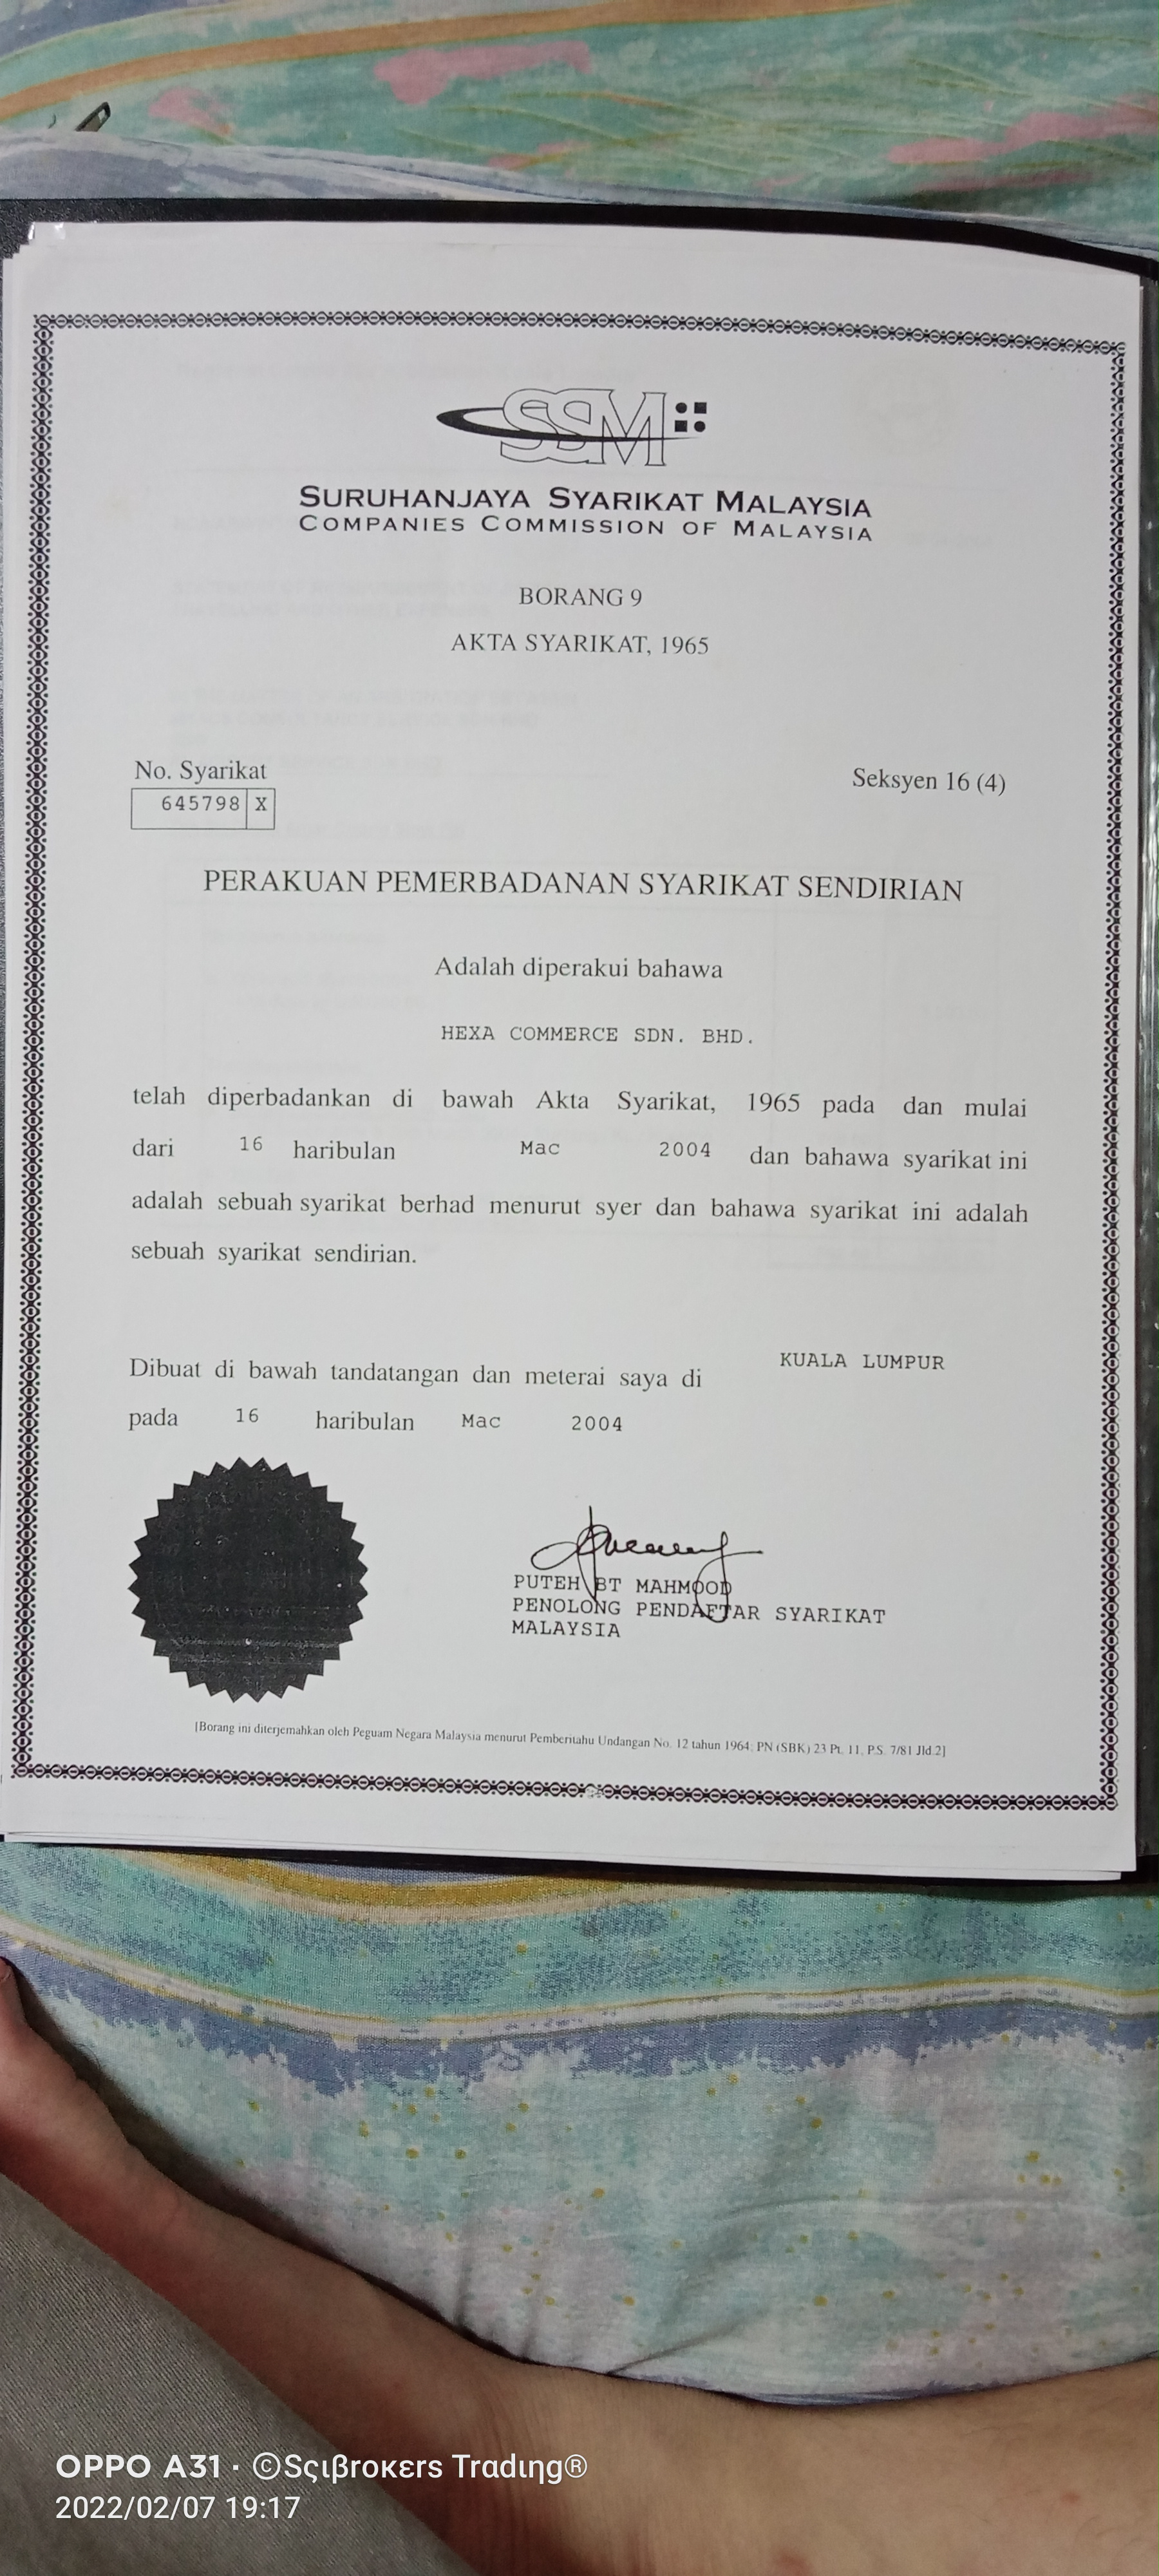 SSM
SURUHANJAYA SYARIKAT MALAYSIA
COMPANIES COMMISSION OF MALAYSIA
BORANG 9
AKTA SYARIKAT, 1965
No. Syarikat
645798 X
Seksyen 16 (4)
PERAKUAN PEMERBADANAN SYARIKAT SENDIRIAN
Adalah diperakui bahawa
HEXA COMMERCE SDN. BHD.
telah diperbadankan di bawah Akta Syarikat, 1965 pada dan mulai
dari 16 haribulan Mac 2004 dan bahawa syarikat ini
adalah sebuah syarikat berhad menurut syer dan bahawa syarikat ini adalah
sebuah syarikat sendirian.
Dibuat di bawah tandatangan dan meterai saya di KUALA LUMPUR
pada 16 haribulan Mac 2004
PUTEH BT MAHMOOD
PENOLONG PENDAFTAR SYARIKAT
MALAYSIA
[Borang ini diterjemahkan oleh Peguam Negara Malaysia menurut Pemberitahu Undangan No. 12 tahun 1964; PN (SBK) 23 Pt. 11, P.S. 7/81 Jld.2]
OPPO A31 · ©Sςιβrοκεrs Trαdιηg®
2022/02/07 19:17